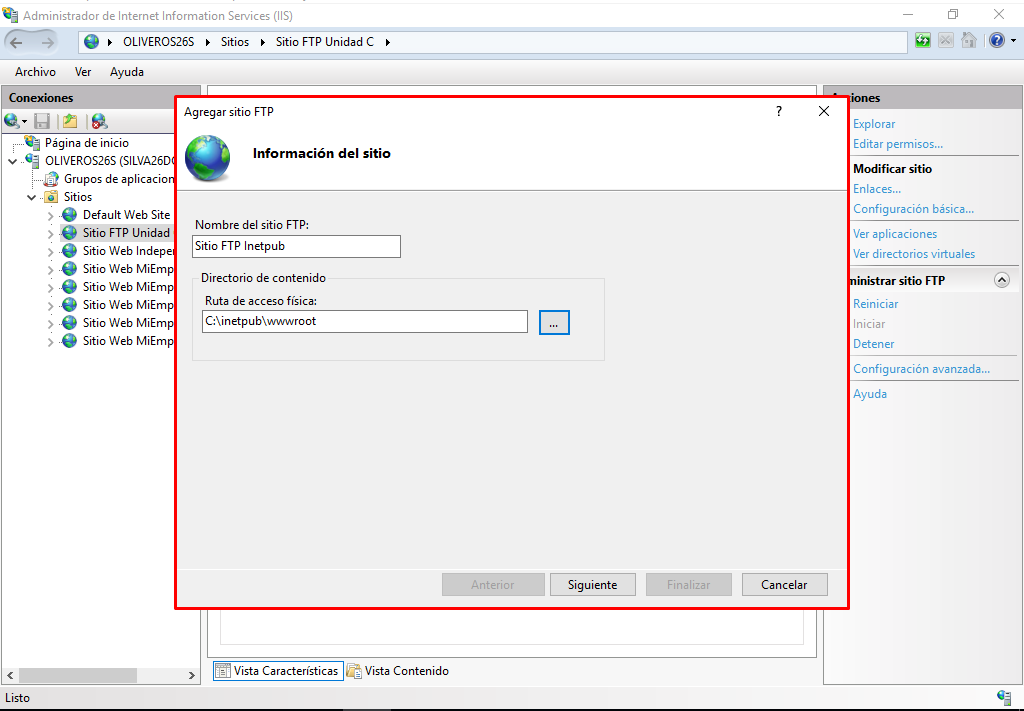 Administrador de Internet Information Services (IIS)
OLIVEROS26S Sitios Sitio FTP Unidad C
Archivo Ver Ayuda
Conexiones
Página de inicio
OLIVEROS26S (SILVA26D
Grupos de aplicacion
Sitios
Default Web Site
Sitio FTP Unidad
Sitio Web Indepe
Sitio Web MiEmp
Sitio Web MiEmp
Sitio Web MiEmp
Sitio Web MiEmp
Sitio Web MiEmp
Agregar sitio FTP
?
Información del sitio
Nombre del sitio FTP:
Sitio FTP Inetpub
Directorio de contenido
Ruta de acceso física:
C:\inetpub\wwwroot
...
Anterior Siguiente Finalizar Cancelar
Vista Características Vista Contenido
iones
Explorar
Editar permisos...
Modificar sitio
Enlaces...
Configuración básica...
Ver aplicaciones
Ver directorios virtuales
ministrar sitio FTP
Reiniciar
Iniciar
Detener
Configuración avanzada...
Ayuda
Listo